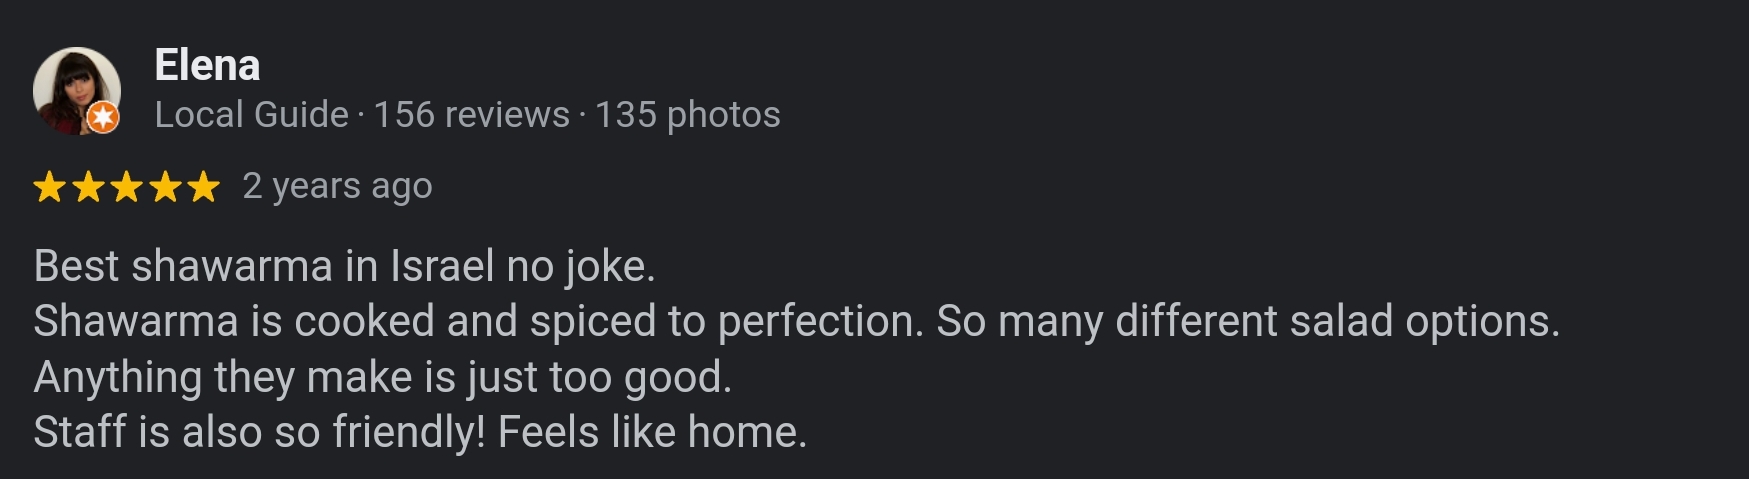 Elena
Local Guide · 156 reviews · 135 photos
2 years ago
Best shawarma in Israel no joke.
Shawarma is cooked and spiced to perfection. So many different salad options.
Anything they make is just too good.
Staff is also so friendly! Feels like home.